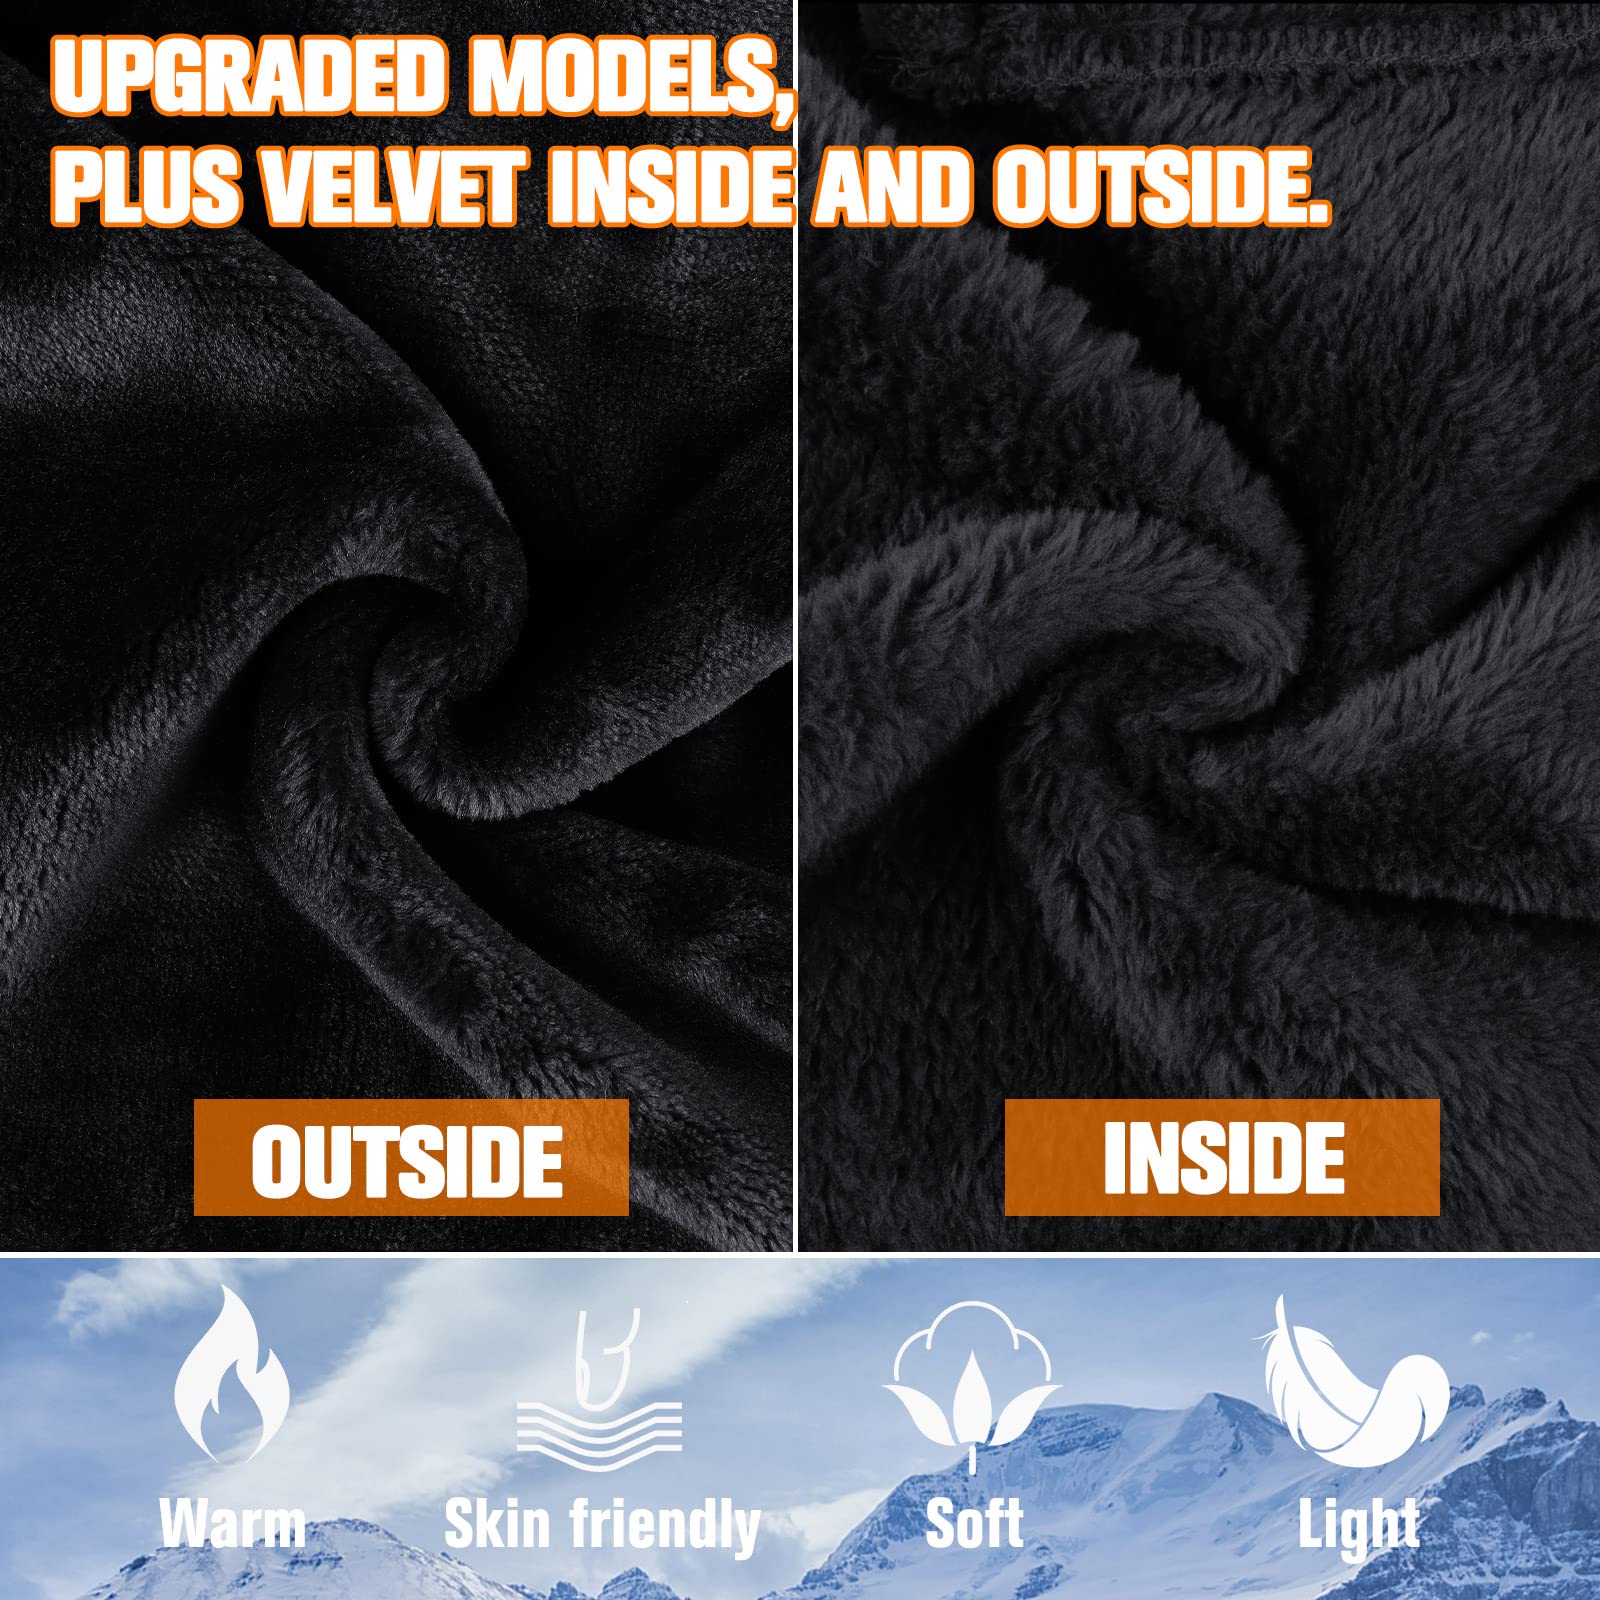 UPGRADED MODELS,
PLUS VELVET INSIDE AND OUTSIDE.
OUTSIDE
INSIDE
Warm
Skin friendly
Soft
Light